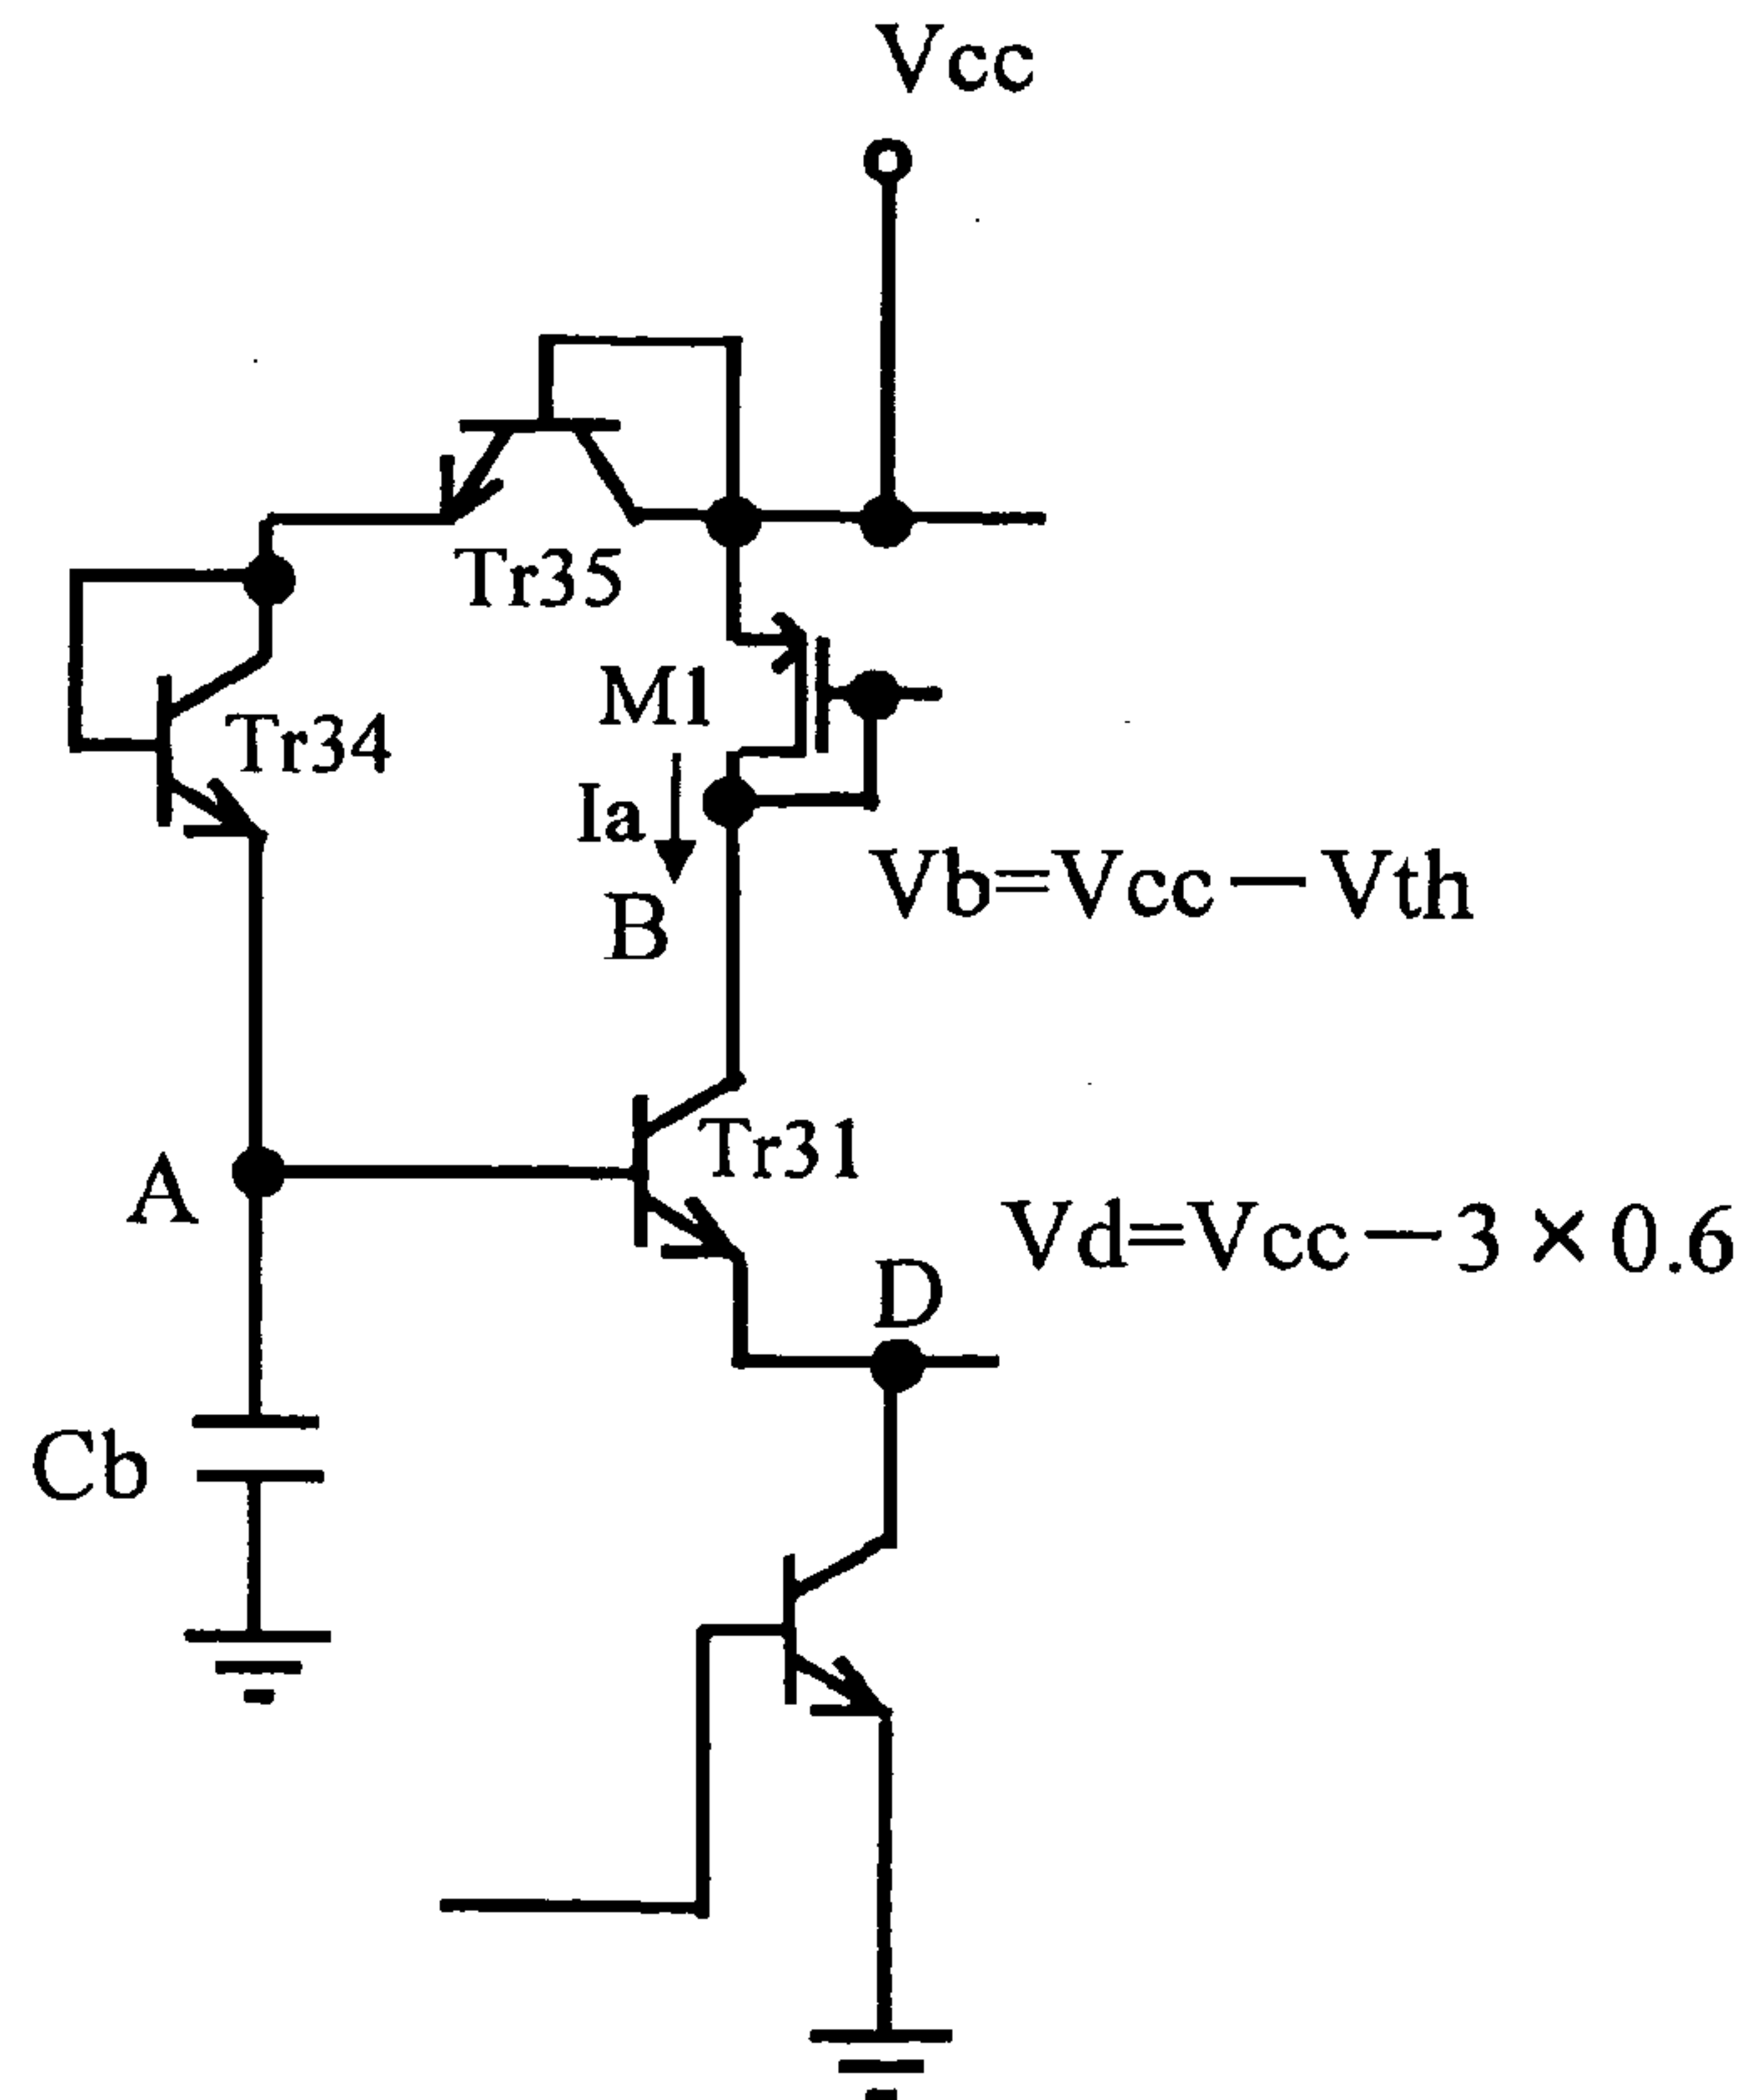 Vcc
Tr35
M1
Tr34
Ia
Vb=Vcc－Vth
B
Tr31
A
Vd=Vcc－3×0.6
D
Cb